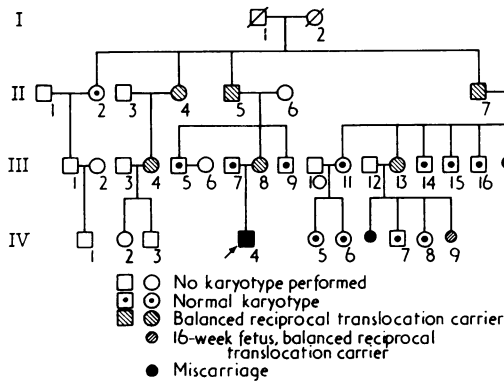 I
1 2
II
1 2 3 4 5 6 7
III
1 2 3 4 5 6 7 8 9 10 11 12 13 14 15 16
IV
1 2 3 4 5 6 7 8 9
No karyotype performed
Normal karyotype
Balanced reciprocal translocation carrier
16-week fetus, balanced reciprocal
translocation carrier
Miscarriage